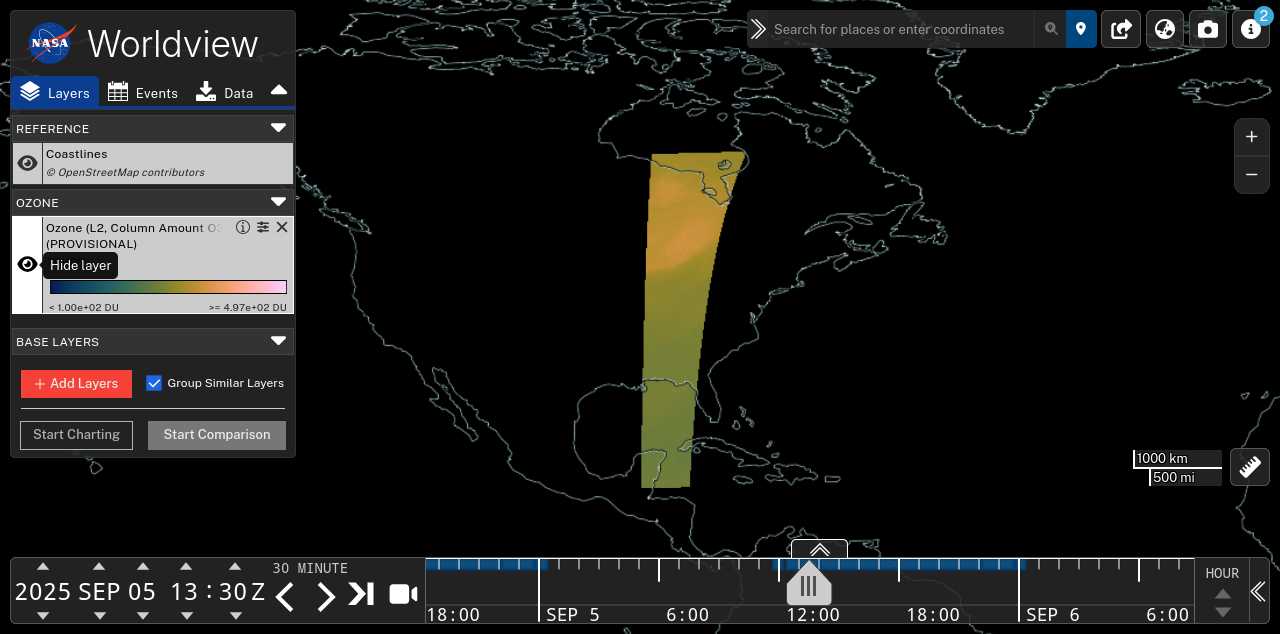 NASA
Worldview
Search for places or enter coordinates
2
Layers
Events
Data
REFERENCE
Coastlines
© OpenStreetMap contributors
OZONE
Ozone (L2, Column Amount O
(PROVISIONAL)
Hide layer
< 1.00e+02 DU
>= 4.97e+02 DU
BASE LAYERS
+ Add Layers
Group Similar Layers
Start Charting
Start Comparison
+
−
1000 km
500 mi
2025 SEP 05 13 : 30 Z
30 MINUTE
18:00
SEP 5
6:00
12:00
18:00
SEP 6
6:00
HOUR